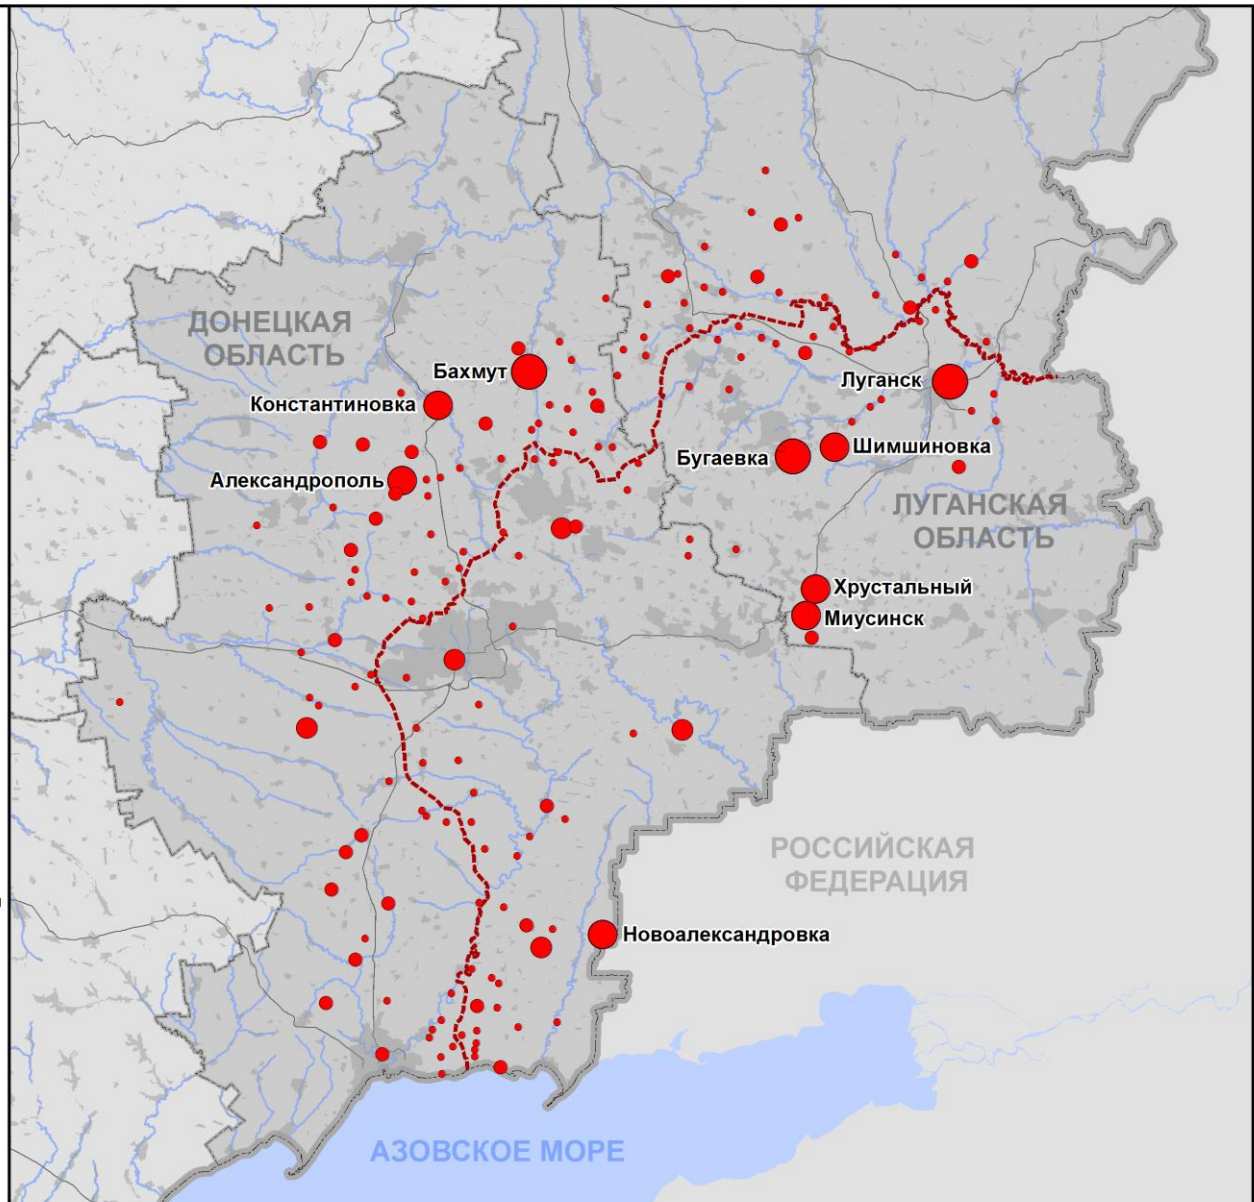 ДОНЕЦКАЯ
ОБЛАСТЬ
Бахмут
Константиновка
Луганск
Шимшиновка
Бугаевка
Александрополь
ЛУГАНСКАЯ
ОБЛАСТЬ
Хрустальный
Миусинск
РОССИЙСКАЯ
ФЕДЕРАЦИЯ
Новоалександровка
АЗОВСКОЕ МОРЕ